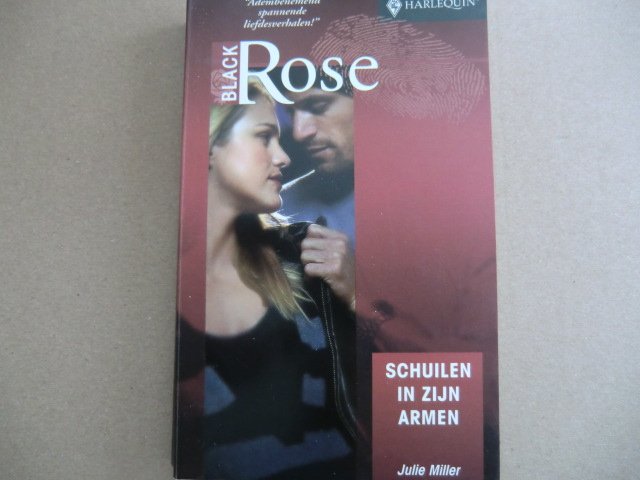 "Adembenemend
spannende
liefdesverhalen!"
HARLEQUIN®
BLACK
Rose
SCHUILEN
IN ZIJN
ARMEN
Julie Miller